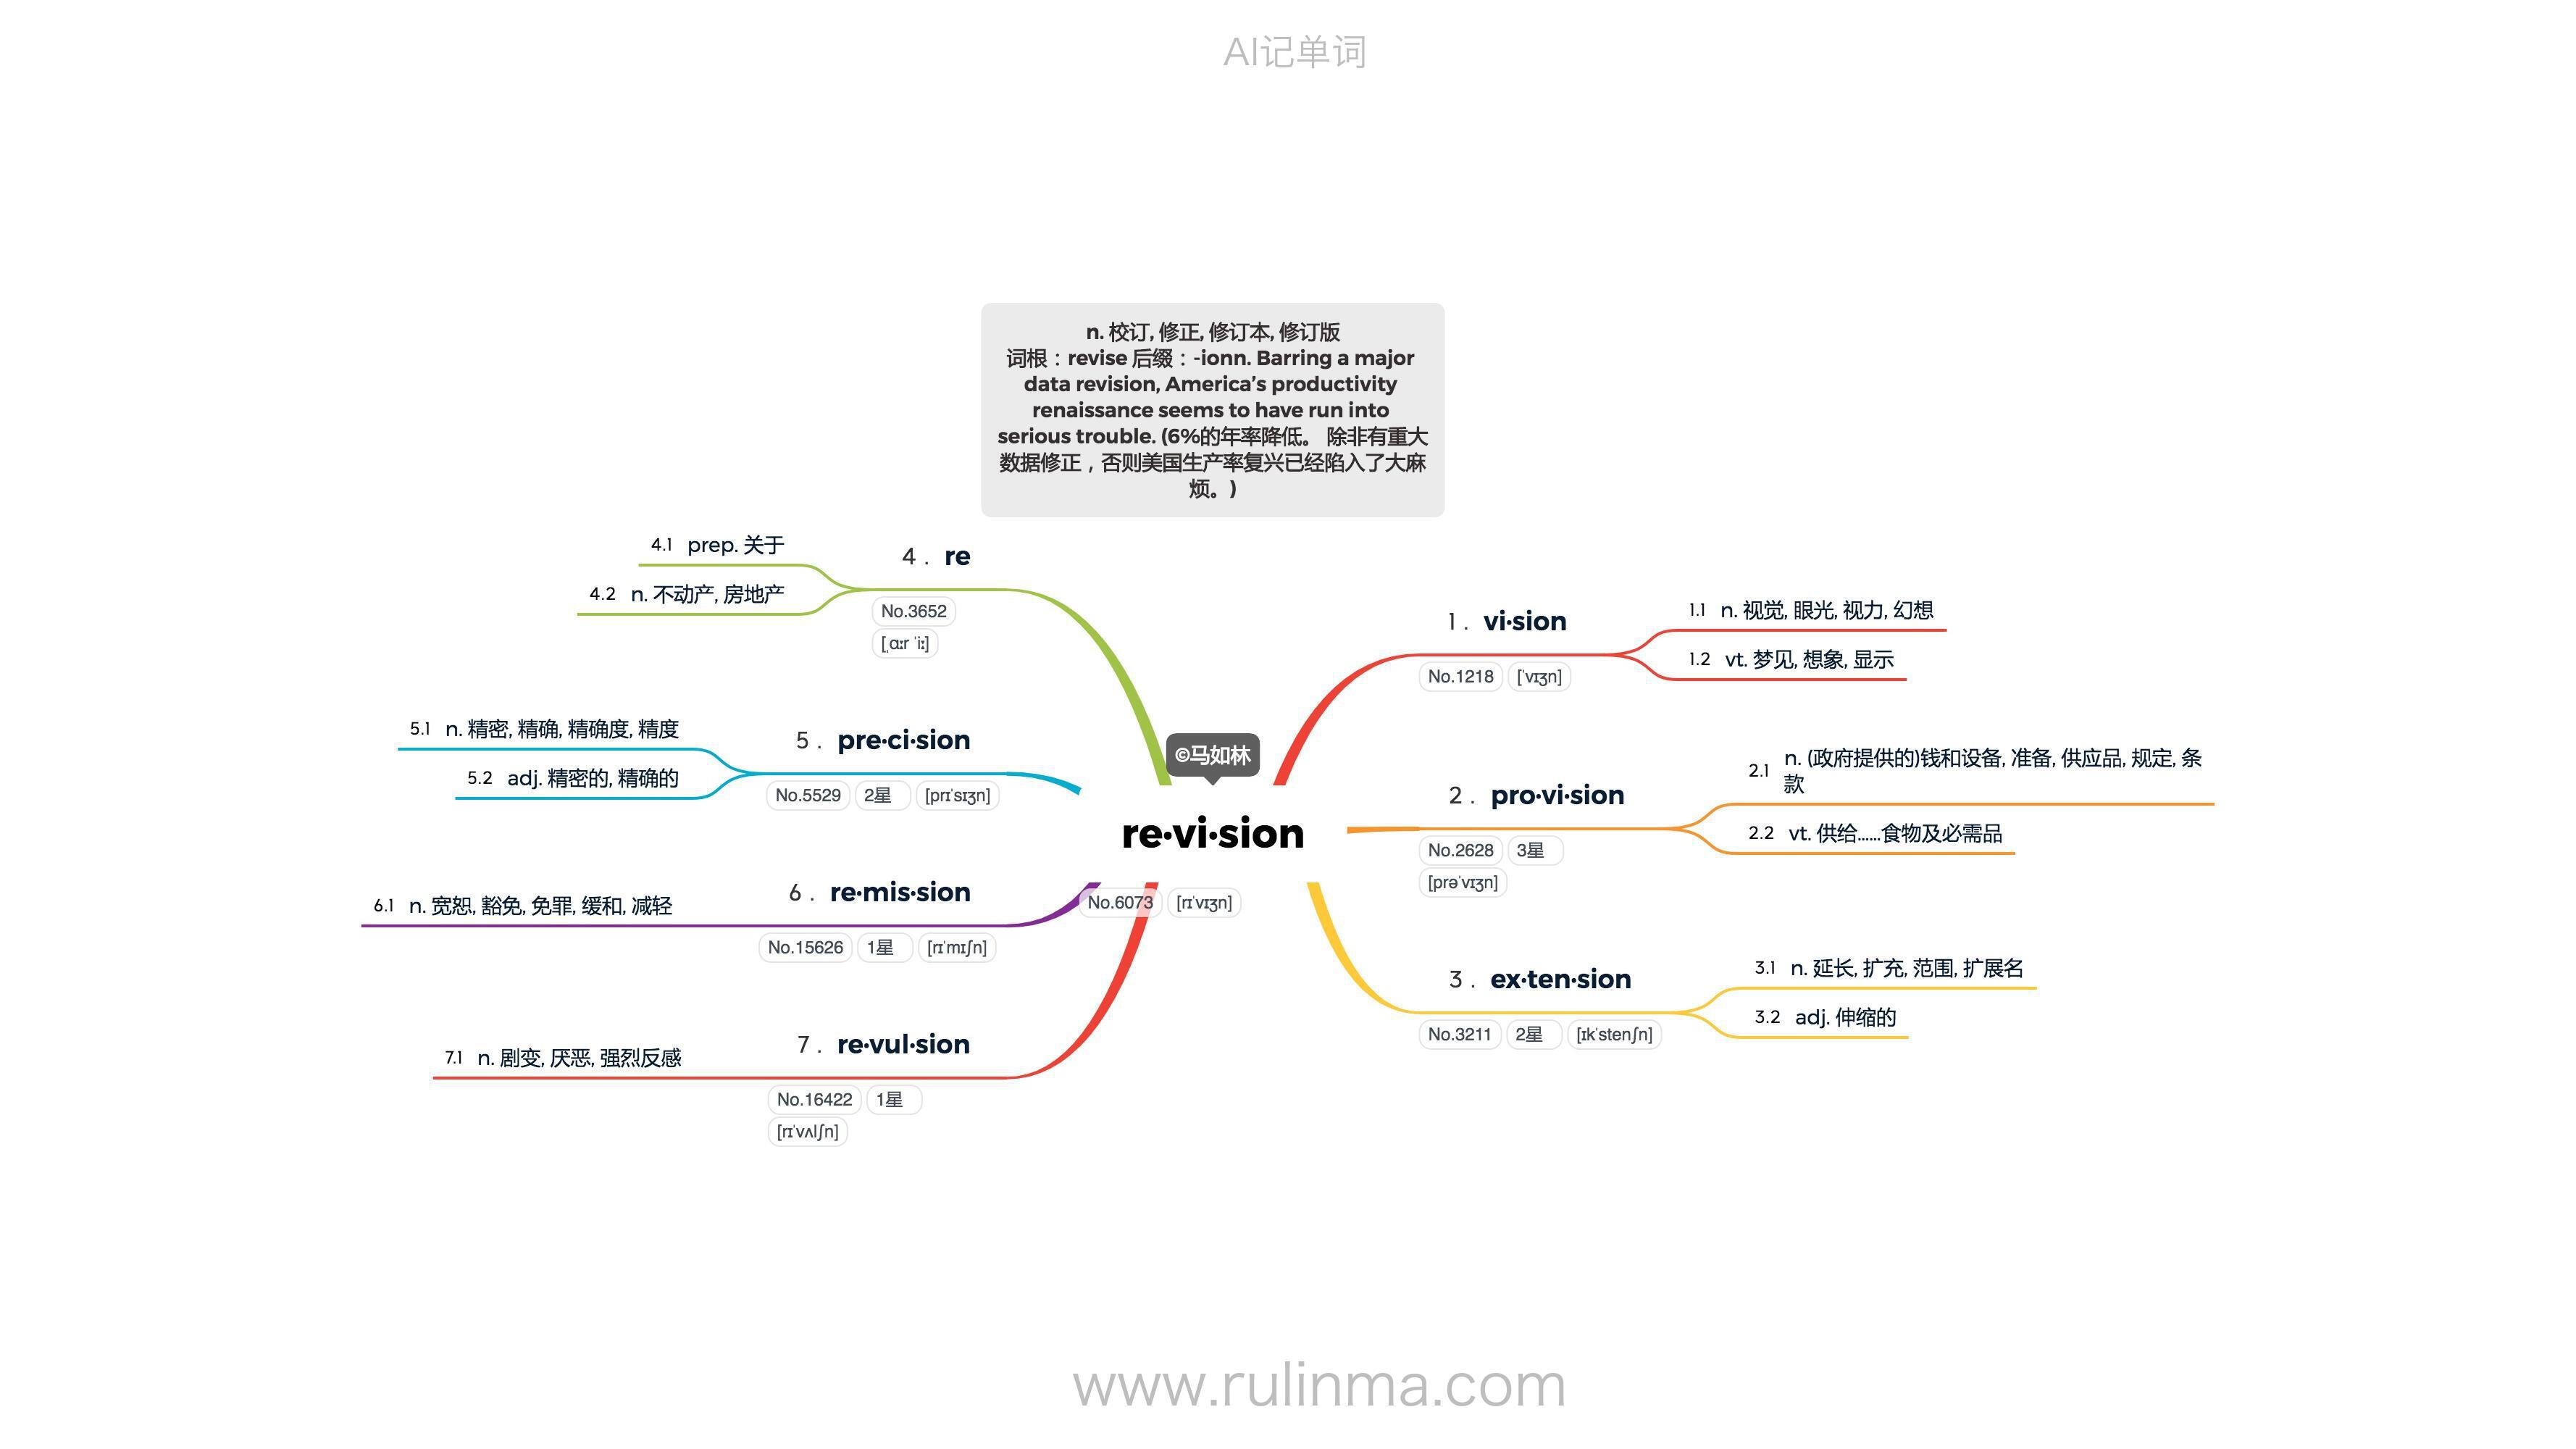 AI记单词
n. 校订, 修正, 修订本, 修订版
词根：revise 后缀：-ionn. Barring a major
data revision, America’s productivity
renaissance seems to have run into
serious trouble. (6%的年率降低。 除非有重大
数据修正，否则美国生产率复兴已经陷入了大麻
烦。)
©马如林
re·vi·sion
No.6073 [rɪˈvɪʒn]
1. vi·sion
No.1218 [ˈvɪʒn]
1.1 n. 视觉, 眼光, 视力, 幻想
1.2 vt. 梦见, 想象, 显示
2. pro·vi·sion
No.2628 3星
[prəˈvɪʒn]
2.1 n. (政府提供的)钱和设备, 准备, 供应品, 规定, 条
款
2.2 vt. 供给……食物及必需品
3. ex·ten·sion
No.3211 2星 [ɪkˈstenʃn]
3.1 n. 延长, 扩充, 范围, 扩展名
3.2 adj. 伸缩的
4. re
No.3652
[ˌɑːr ˈiː]
4.1 prep. 关于
4.2 n. 不动产, 房地产
5. pre·ci·sion
No.5529 2星 [prɪˈsɪʒn]
5.1 n. 精密, 精确, 精确度, 精度
5.2 adj. 精密的, 精确的
6. re·mis·sion
No.15626 1星 [rɪˈmɪʃn]
6.1 n. 宽恕, 豁免, 免罪, 缓和, 减轻
7. re·vul·sion
No.16422 1星
[rɪˈvʌlʃn]
7.1 n. 剧变, 厌恶, 强烈反感
www.rulinma.com